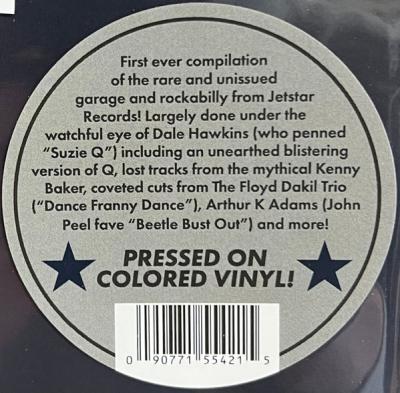 First ever compilation
of the rare and unissued
garage and rockabilly from Jetstar
Records! Largely done under the
watchful eye of Dale Hawkins (who penned
“Suzie Q”) including an unearthed blistering
version of Q, lost tracks from the mythical Kenny
Baker, coveted cuts from The Floyd Dakil Trio
(“Dance Franny Dance”), Arthur K Adams (John
Peel fave “Beetle Bust Out”) and more!
PRESSED ON
COLORED VINYL!
0 90771 55421 5